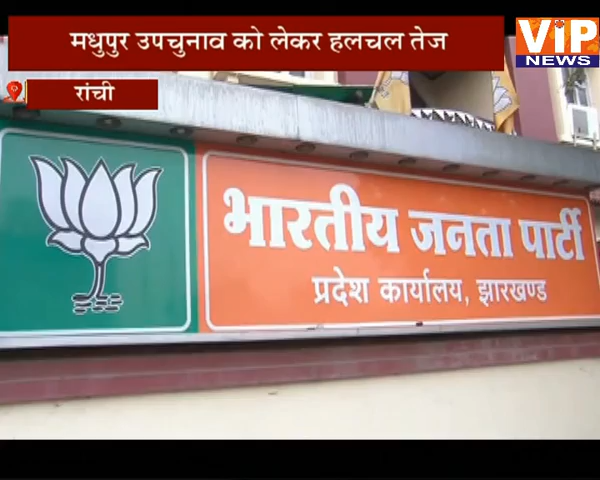 मधुपुर उपचुनाव को लेकर हलचल तेज
ViP
NEWS
रांची
भारतीय जनता पार्टी
प्रदेश कार्यालय, झारखण्ड